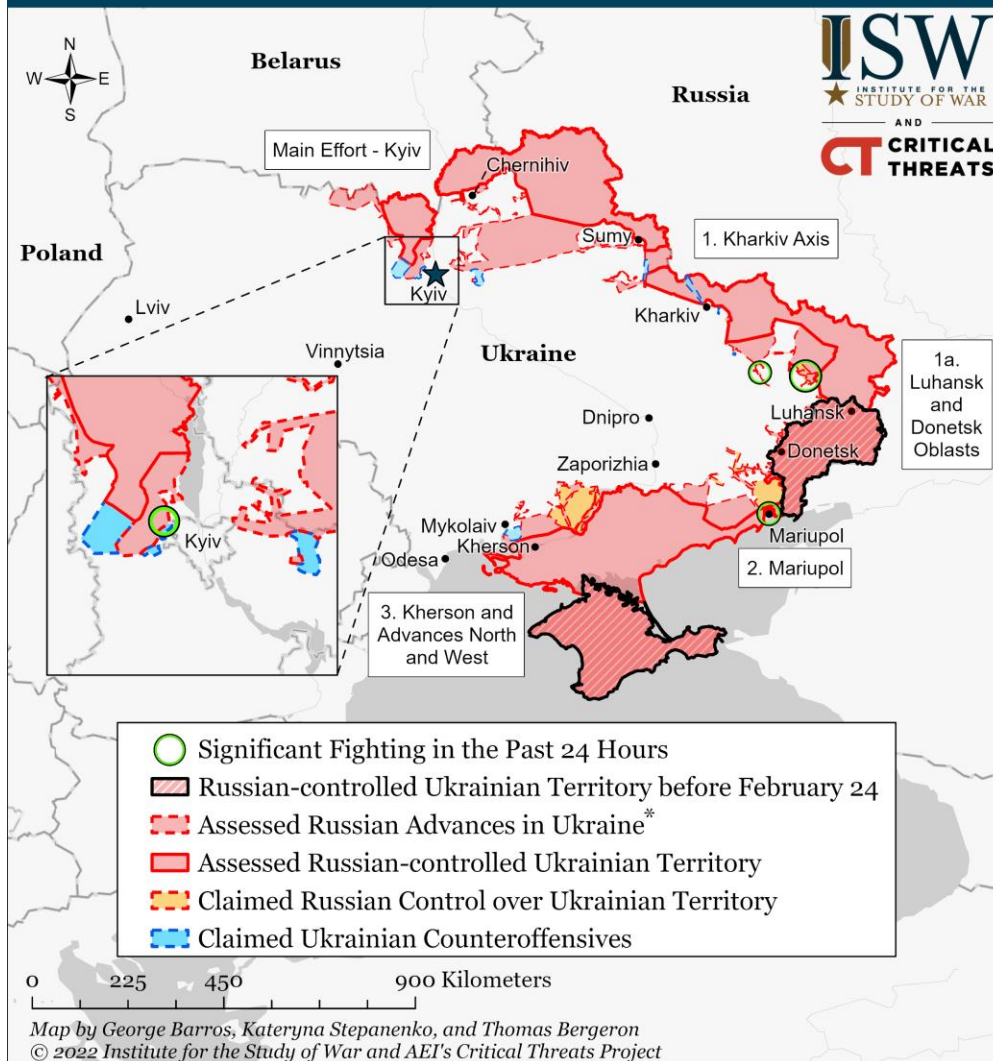 N
W E
S
Belarus
Russia
ISW
INSTITUTE FOR THE
STUDY OF WAR
AND
CT CRITICAL
THREATS
Main Effort - Kyiv
Chernihiv
Poland
Sumy
1. Kharkiv Axis
Kyiv
Lviv
Kharkiv
Vinnytsia
Ukraine
1a.
Luhansk
and
Donetsk
Oblasts
Dnipro
Luhansk
Donetsk
Zaporizhia
Kyiv
Mykolaiv
Kherson
Odesa
Mariupol
2. Mariupol
3. Kherson and
Advances North
and West
Significant Fighting in the Past 24 Hours
Russian-controlled Ukrainian Territory before February 24
Assessed Russian Advances in Ukraine*
Assessed Russian-controlled Ukrainian Territory
Claimed Russian Control over Ukrainian Territory
Claimed Ukrainian Counteroffensives
0 225 450 900 Kilometers
Map by George Barros, Kateryna Stepanenko, and Thomas Bergeron
© 2022 Institute for the Study of War and AEI's Critical Threats Project